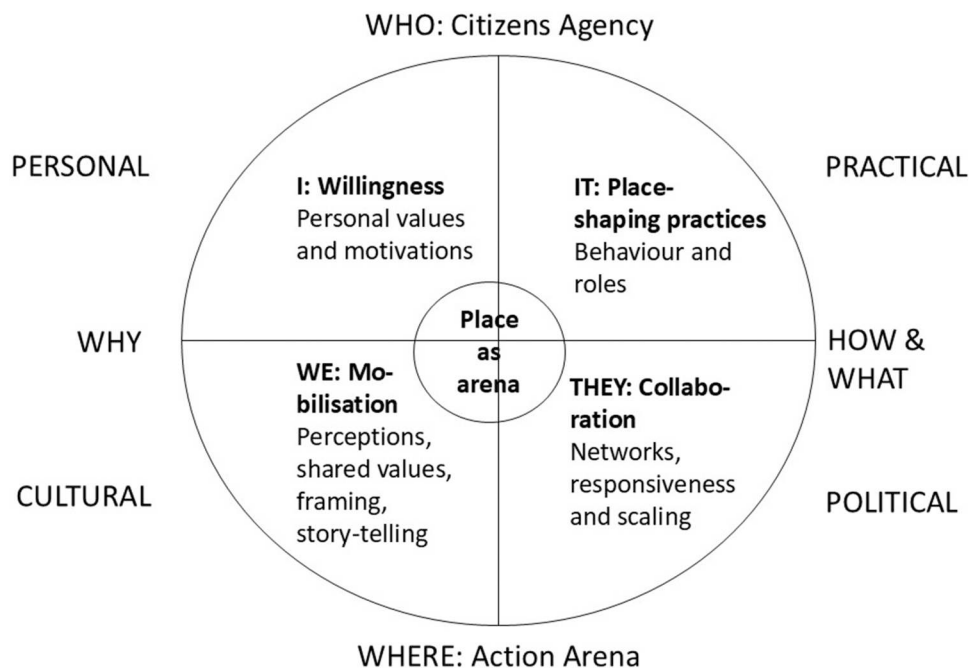 WHO: Citizens Agency
PERSONAL
PRACTICAL
I: Willingness
Personal values
and motivations
IT: Place-
shaping practices
Behaviour and
roles
WHY
Place
as
arena
HOW &
WHAT
WE: Mo-
bilisation
Perceptions,
shared values,
framing,
story-telling
THEY: Collabo-
ration
Networks,
responsiveness
and scaling
CULTURAL
POLITICAL
WHERE: Action Arena